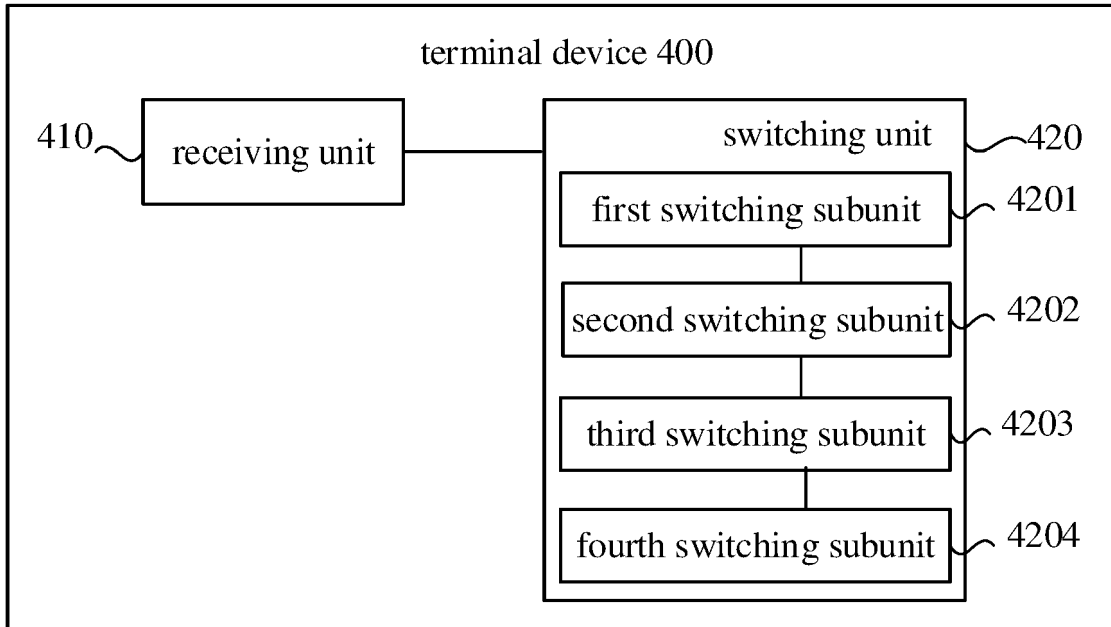 terminal device 400
410
receiving unit
switching unit
420
first switching subunit
4201
second switching subunit
4202
third switching subunit
4203
fourth switching subunit
4204